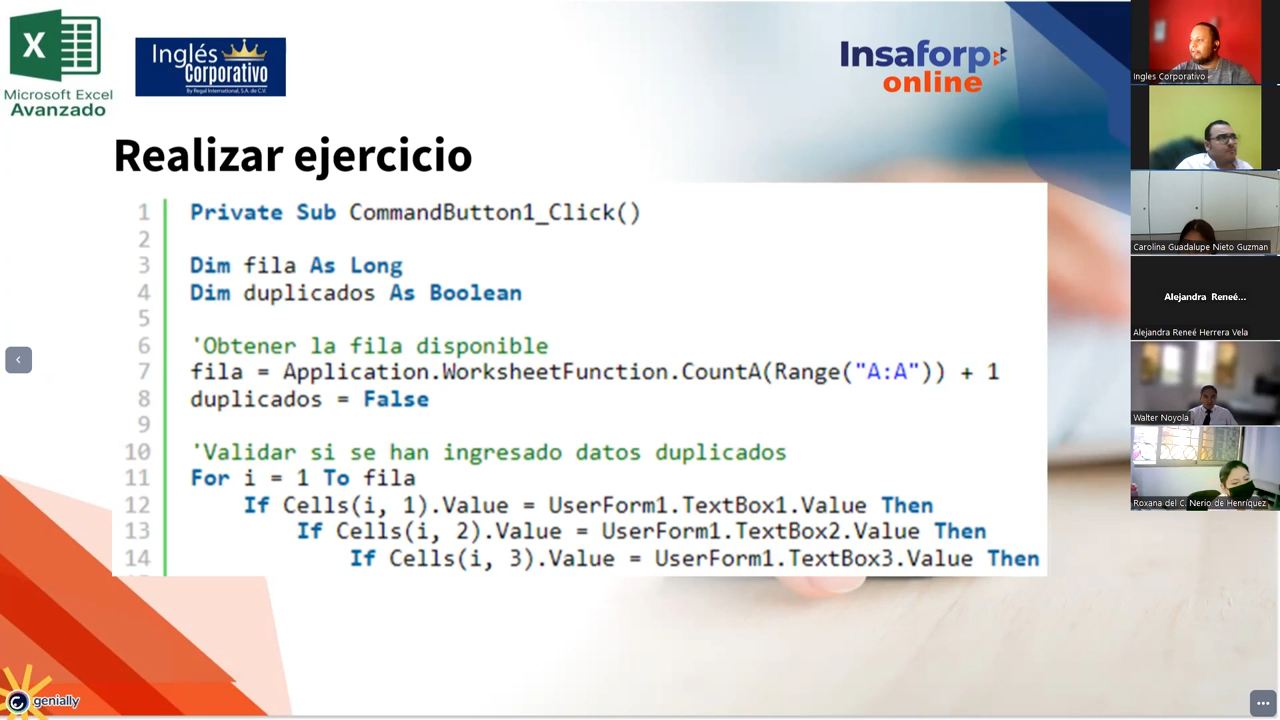 Microsoft Excel
Avanzado
Inglés
Corporativo
By Regal International, S.A. de C.V.
Insaforp
online
Realizar ejercicio
1 Private Sub CommandButton1_Click()
2
3 Dim fila As Long
4 Dim duplicados As Boolean
5
6 'Obtener la fila disponible
7 fila = Application.WorksheetFunction.CountA(Range("A:A")) + 1
8 duplicados = False
9
10 'Validar si se han ingresado datos duplicados
11 For i = 1 To fila
12 If Cells(i, 1).Value = UserForm1.TextBox1.Value Then
13 If Cells(i, 2).Value = UserForm1.TextBox2.Value Then
14 If Cells(i, 3).Value = UserForm1.TextBox3.Value Then
genially
Ingles Corporativo
Carolina Guadalupe Nieto Guzman
Alejandra Reneé...
Alejandra Reneé Herrera Vela
Walter Noyola
Roxana del C. Nerio de Henríquez